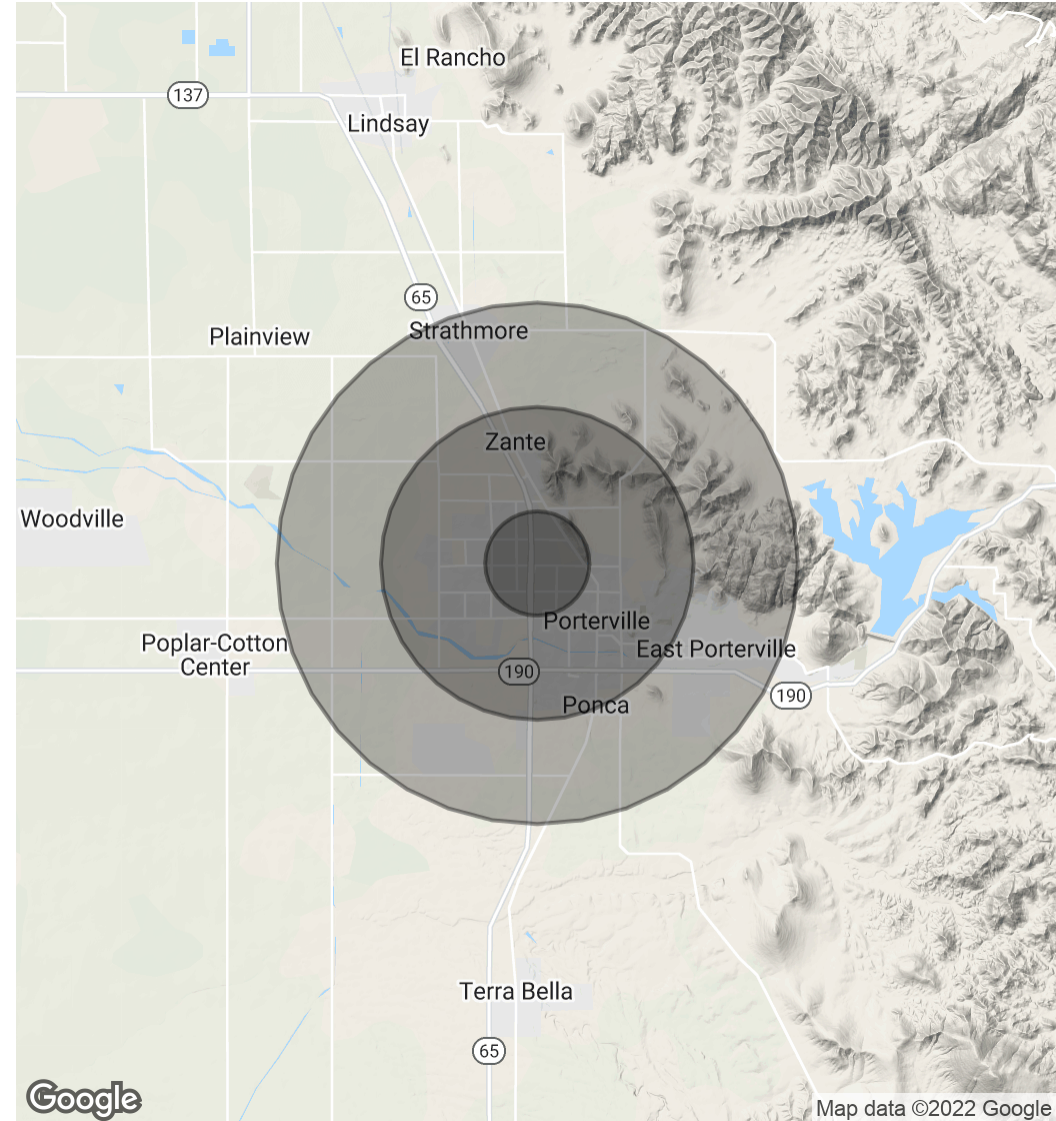 El Rancho
137
Lindsay
65
Strathmore
Plainview
Zante
Woodville
Porterville
Poplar-Cotton
Center
East Porterville
190
190
Ponca
Terra Bella
65
Google
Map data ©2022 Google